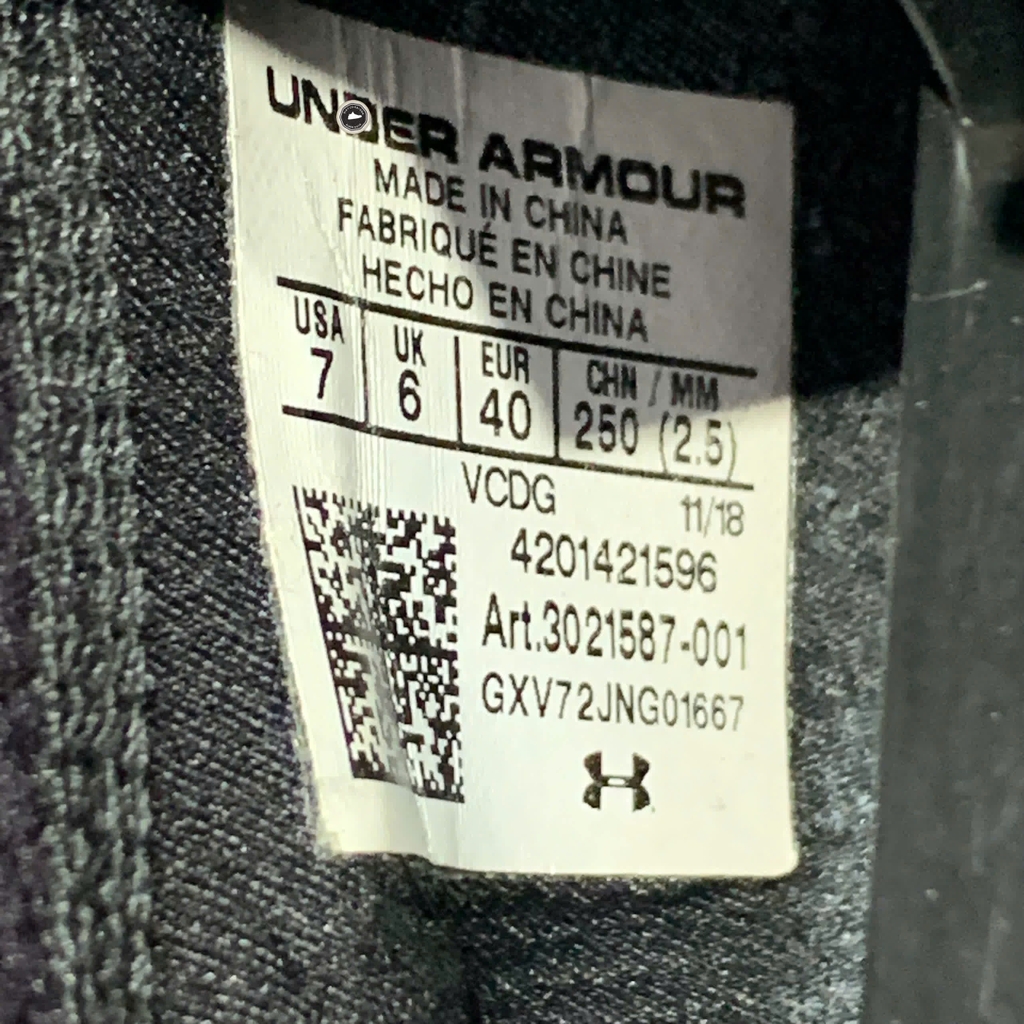 UNDER ARMOUR
MADE IN CHINA
FABRIQUÉ EN CHINE
HECHO EN CHINA
USA UK EUR CHN / MM
7 6 40 250 (2.5)
VCDG 11/18
4201421596
Art.3021587-001
GXV72JNG01667